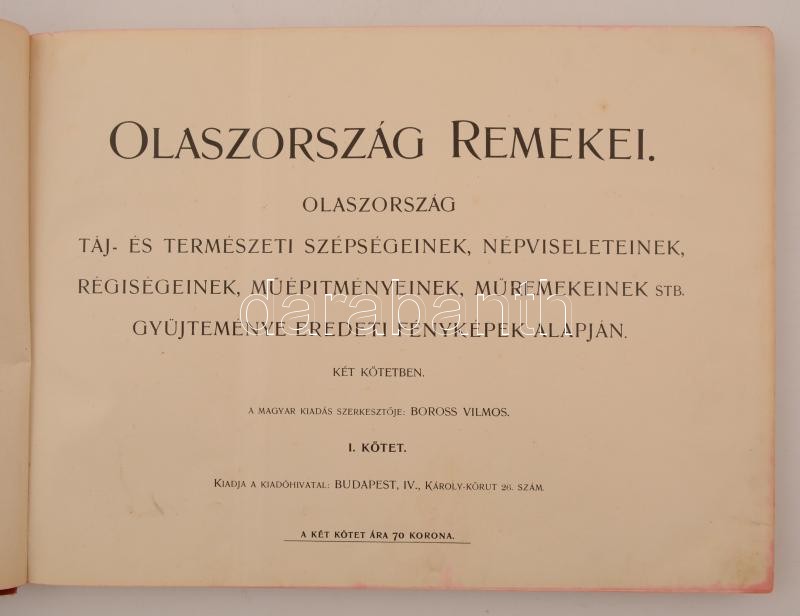 OLASZORSZÁG REMEKEI.
OLASZORSZÁG
TÁJ- ÉS TERMÉSZETI SZÉPSÉGEINEK, NÉPVISELETEINEK,
RÉGISÉGEINEK, MŰÉPITMÉNYEINEK, MŰREMEKEINEK STB.
darabanth
GYŰJTEMÉNYE EREDETI FÉNYKÉPEK ALAPJÁN.
KÉT KÖTETBEN.
A MAGYAR KIADÁS SZERKESZTŐJE: BOROSS VILMOS.
I. KÖTET.
KIADJA A KIADÓHIVATAL: BUDAPEST, IV., KÁROLY-KÖRUT 26. SZÁM.
A KÉT KÖTET ÁRA 70 KORONA.